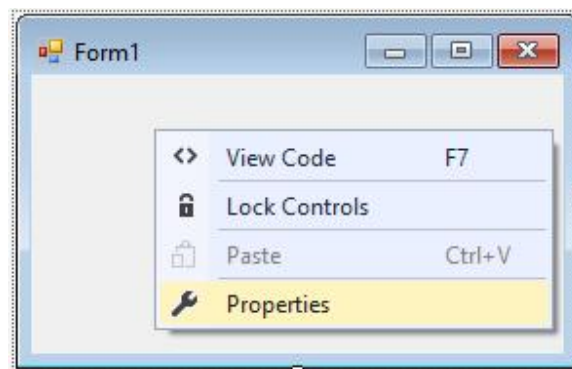 Form1
View Code F7
Lock Controls
Paste Ctrl+V
Properties